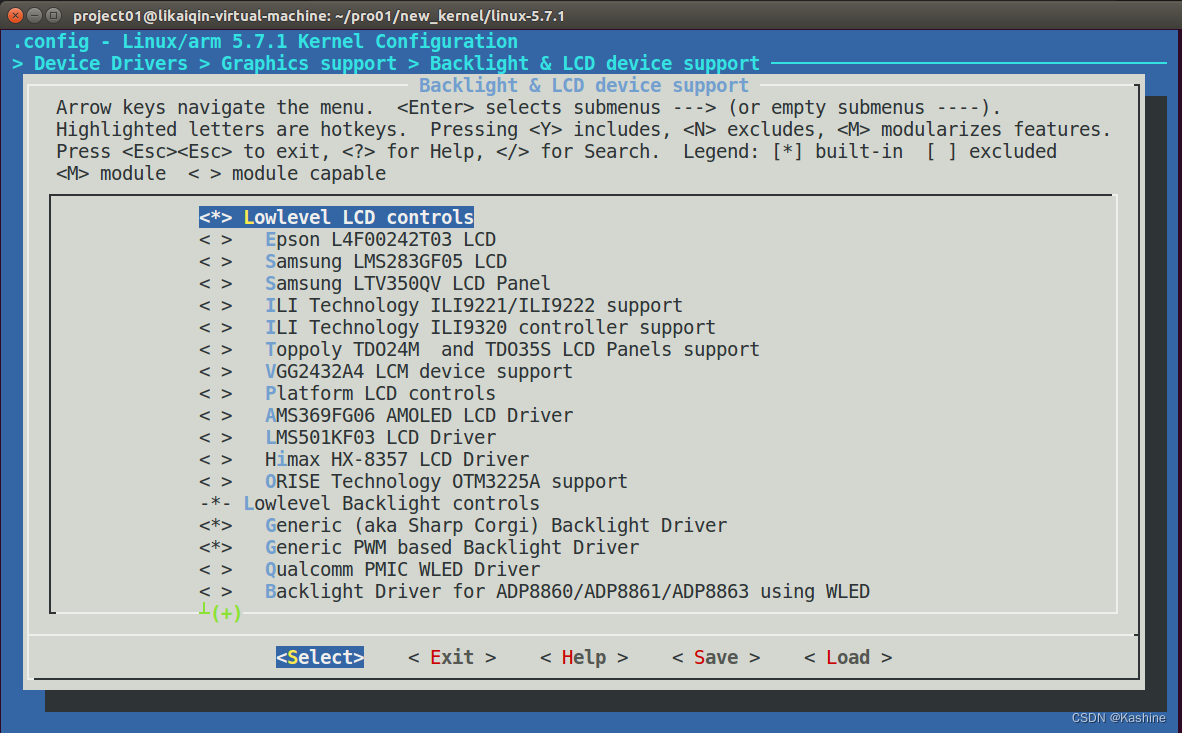 project01@likaiqin-virtual-machine: ~/pro01/new_kernel/linux-5.7.1
.config - Linux/arm 5.7.1 Kernel Configuration
> Device Drivers > Graphics support > Backlight & LCD device support
Backlight & LCD device support
Arrow keys navigate the menu.  <Enter> selects submenus ---> (or empty submenus ----).
Highlighted letters are hotkeys.  Pressing <Y> includes, <N> excludes, <M> modularizes features.
Press <Esc><Esc> to exit, <?> for Help, </> for Search.  Legend: [*] built-in  [ ] excluded
<M> module  < > module capable
<*> Lowlevel LCD controls
< >   Epson L4F00242T03 LCD
< >   Samsung LMS283GF05 LCD
< >   Samsung LTV350QV LCD Panel
< >   ILI Technology ILI9221/ILI9222 support
< >   ILI Technology ILI9320 controller support
< >   Toppoly TDO24M  and TDO35S LCD Panels support
< >   VGG2432A4 LCM device support
< >   Platform LCD controls
< >   AMS369FG06 AMOLED LCD Driver
< >   LMS501KF03 LCD Driver
< >   Himax HX-8357 LCD Driver
< >   ORISE Technology OTM3225A support
-*- Lowlevel Backlight controls
<*>   Generic (aka Sharp Corgi) Backlight Driver
<*>   Generic PWM based Backlight Driver
< >   Qualcomm PMIC WLED Driver
< >   Backlight Driver for ADP8860/ADP8861/ADP8863 using WLED
┴(+)
<Select>    < Exit >    < Help >    < Save >    < Load >
CSDN @Kashine